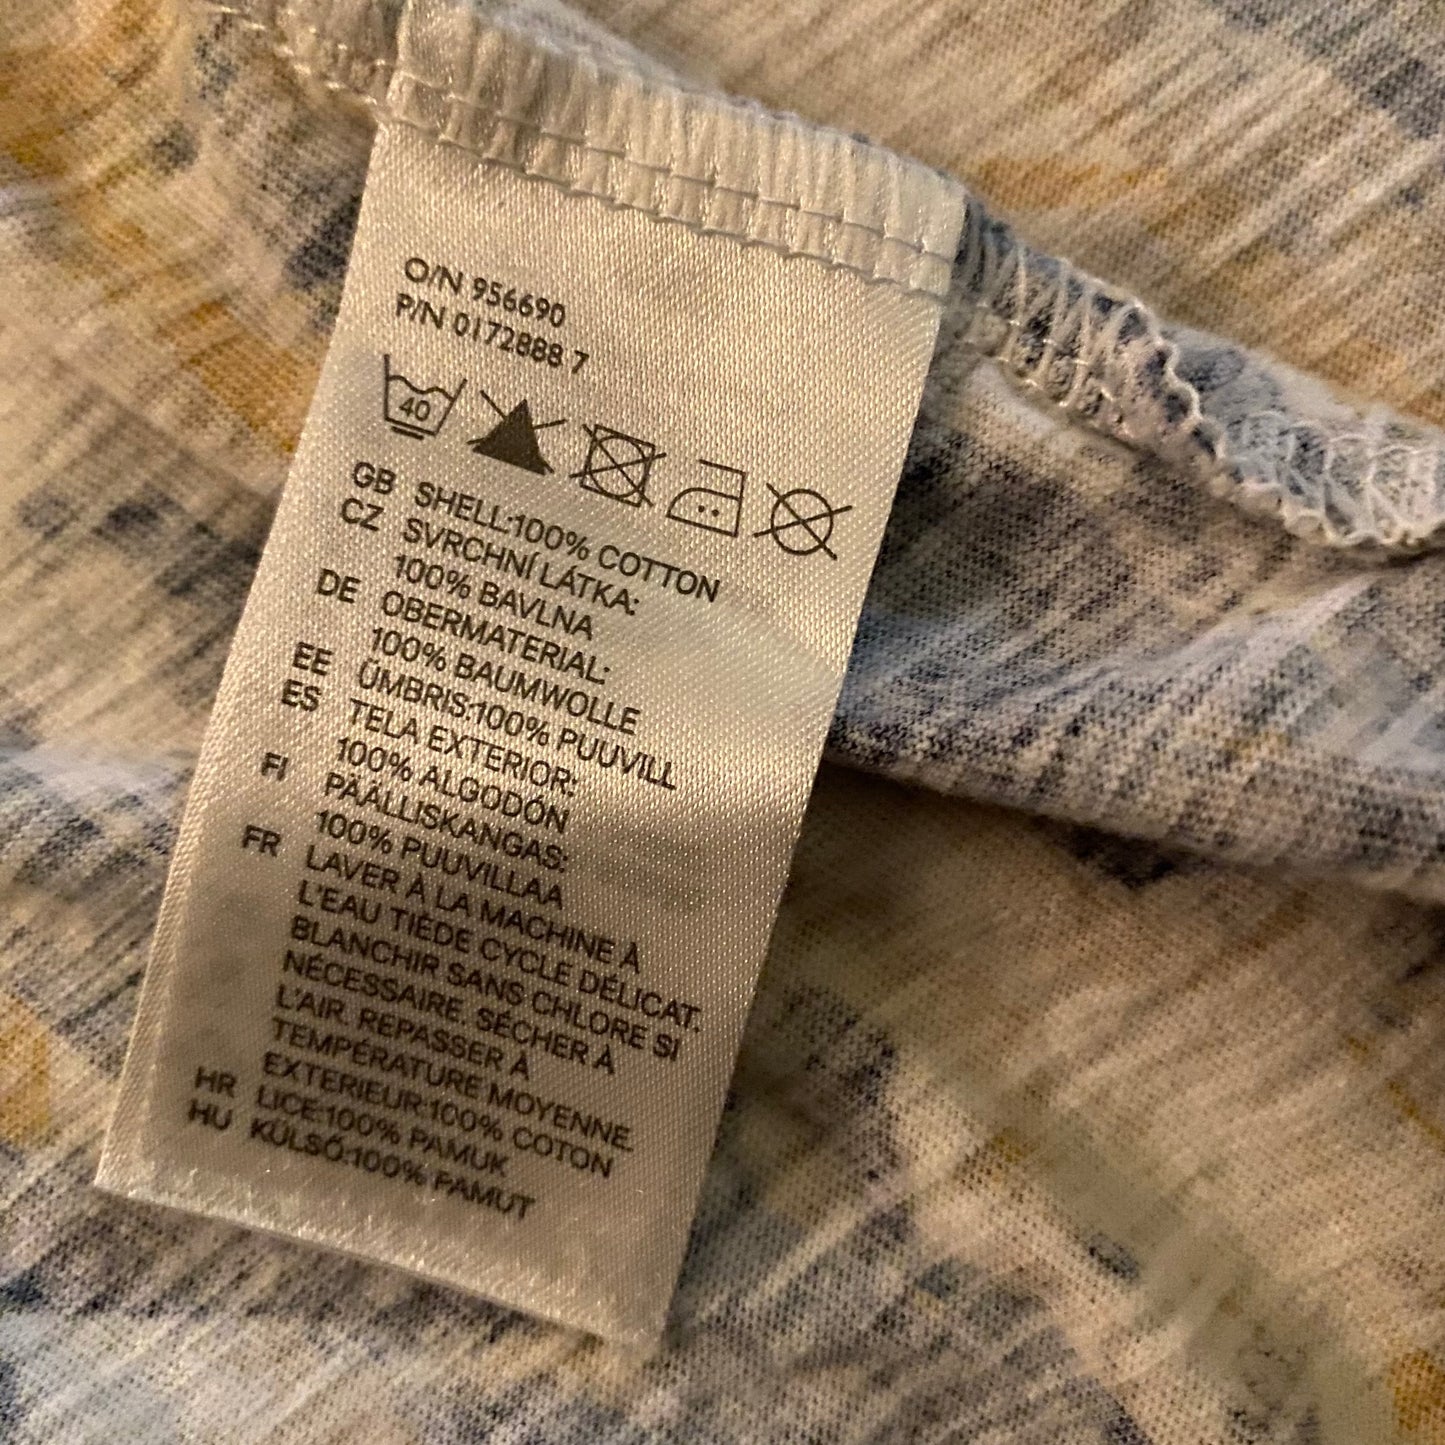 O/N 956690
P/N 0172888 7
40
GB SHELL:100% COTTON
CZ SVRCHNÍ LÁTKA:
100% BAVLNA
DE OBERMATERIAL:
100% BAUMWOLLE
EE ÜMBRIS:100% PUUVILL
ES TELA EXTERIOR:
100% ALGODÓN
FI PÄÄLLISKANGAS:
100% PUUVILLAA
FR LAVER À LA MACHINE À
L'EAU TIÈDE CYCLE DÉLICAT.
BLANCHIR SANS CHLORE SI
NÉCESSAIRE. SÉCHER À
L'AIR. REPASSER À
TEMPÉRATURE MOYENNE.
EXTERIEUR:100% COTON
HR LICE:100% PAMUK
HU KÜLSŐ:100% PAMUT